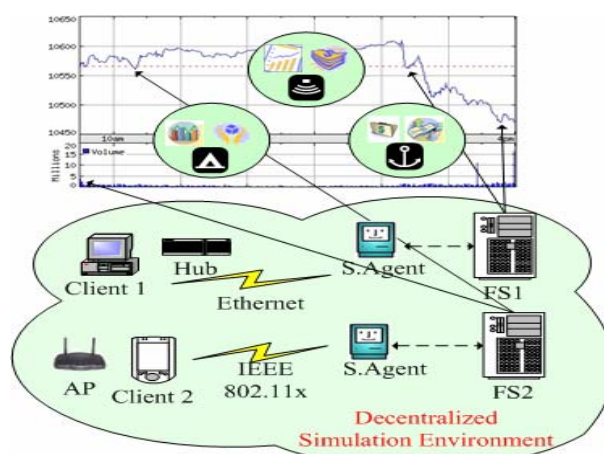 10650
10600
10550
10500
10450
10am
4pm
Volume
20
15
10
5
0
Millions
Client 1
Hub
Ethernet
S.Agent
FS1
AP
Client 2
IEEE
802.11x
S.Agent
FS2
Decentralized
Simulation Environment